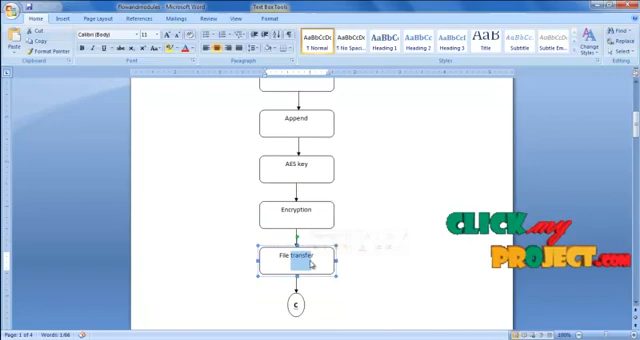 flowandmodules - Microsoft Word
Text Box Tools
Home Insert Page Layout References Mailings Review View Format
Cut
Copy
Format Painter
Paste
Calibri (Body) 11
AaBbCcDc AaBbCcDc AaBbC AaBbCc AaBbCcI AaB AaBbCc. AaBbCcDc
¶ Normal ¶ No Spaci... Heading 1 Heading 2 Heading 3 Title Subtitle Subtle Em...
Change
Styles
Find
Replace
Select
Clipboard Font Paragraph Styles Editing
Append
AES key
Encryption
File transfer
C
CLICK my
PROJECT.com
Page: 1 of 4 Words: 1/66 100%